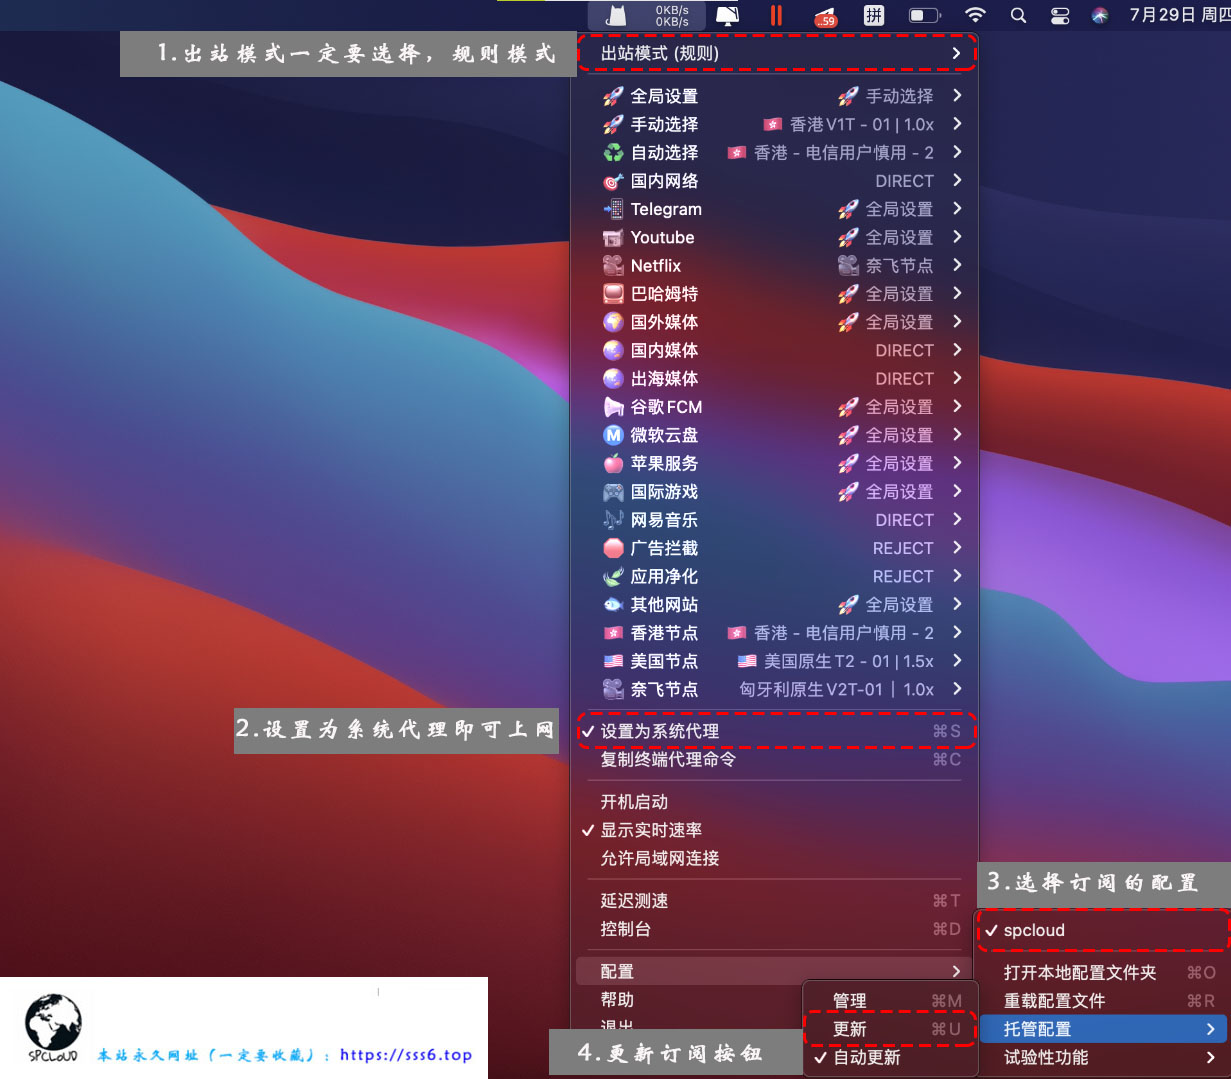 0KB/s
0KB/s
.59
拼
7月29日 周四
1.出站模式一定要选择，规则模式
出站模式 (规则)
全局设置 手动选择
手动选择 香港V1T - 01 | 1.0x
自动选择 香港 - 电信用户慎用 - 2
国内网络 DIRECT
Telegram 全局设置
Youtube 全局设置
Netflix 奈飞节点
巴哈姆特 全局设置
国外媒体 全局设置
国内媒体 DIRECT
出海媒体 DIRECT
谷歌FCM 全局设置
M 微软云盘 全局设置
苹果服务 全局设置
国际游戏 全局设置
网易音乐 DIRECT
广告拦截 REJECT
应用净化 REJECT
其他网站 全局设置
香港节点 香港 - 电信用户慎用 - 2
美国节点 美国原生T2 - 01 | 1.5x
奈飞节点 匈牙利原生V2T-01 | 1.0x
2.设置为系统代理即可上网
✓ 设置为系统代理 ⌘S
复制终端代理命令 ⌘C
开机启动
✓ 显示实时速率
允许局域网连接
延迟测速 ⌘T
控制台 ⌘D
配置
帮助
退出
3.选择订阅的配置
✓ spcloud
打开本地配置文件夹 ⌘O
重载配置文件 ⌘R
托管配置
试验性功能
管理 ⌘M
更新 ⌘U
✓ 自动更新
4.更新订阅按钮
SPCLOUD
本站永久网址（一定要收藏）：https://sss6.top